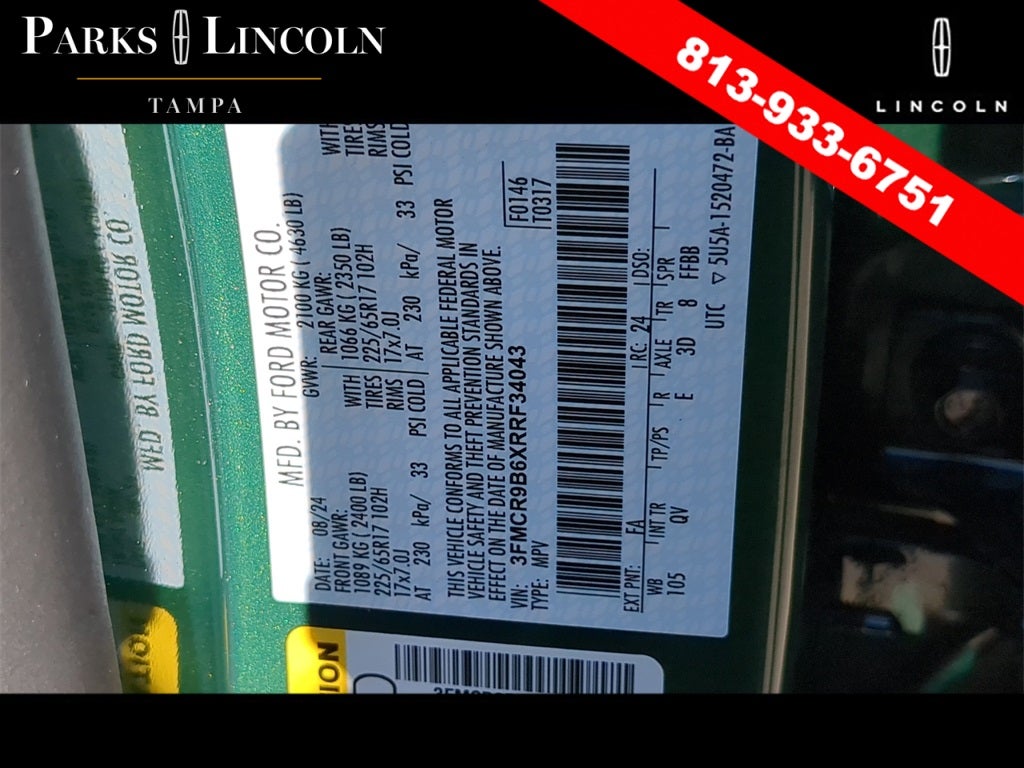 PARKS LINCOLN
TAMPA
813-933-6751
LINCOLN
MFD. BY FORD MOTOR CO.
DATE: 08/24 GVWR: 2100 KG ( 4630 LB)
FRONT GAWR: REAR GAWR:
1089 KG ( 2400 LB) WITH 1066 KG ( 2350 LB) WITH
225/65R17 102H TIRES 225/65R17 102H TIRES
17x7.0J RIMS 17x7.0J RIMS
AT 230 kPa/ 33 PSI COLD AT 230 kPa/ 33 PSI COLD
THIS VEHICLE CONFORMS TO ALL APPLICABLE FEDERAL MOTOR
VEHICLE SAFETY AND THEFT PREVENTION STANDARDS IN
EFFECT ON THE DATE OF MANUFACTURE SHOWN ABOVE.
VIN: 3FMCR9B6XRRF34043 F0146
TYPE: MPV T0317
EXT PNT: FA RC: 24 DSO:
WB INT TR TP/PS R AXLE TR SPR
105 QV E 3D 8 FFBB
UTC ▽ 5U5A-1520472-BA
MFD. BY FORD MOTOR CO.